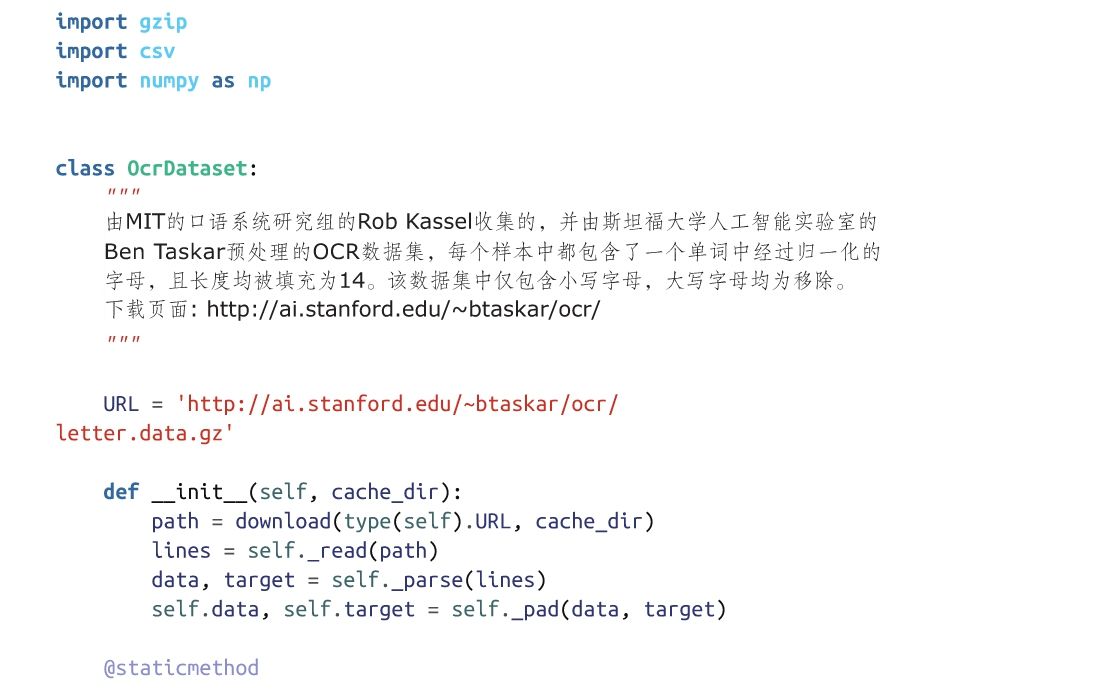 import gzip
import csv
import numpy as np
class OcrDataset:
"""
由MIT的口语系统研究组的Rob Kassel收集的，并由斯坦福大学人工智能实验室的
Ben Taskar预处理的OCR数据集，每个样本中都包含了一个单词中经过归一化的
字母，且长度均被填充为14。该数据集中仅包含小写字母，大写字母均为移除。
下载页面: http://ai.stanford.edu/~btaskar/ocr/
"""
URL = 'http://ai.stanford.edu/~btaskar/ocr/
letter.data.gz'
def __init__(self, cache_dir):
path = download(type(self).URL, cache_dir)
lines = self._read(path)
data, target = self._parse(lines)
self.data, self.target = self._pad(data, target)
@staticmethod